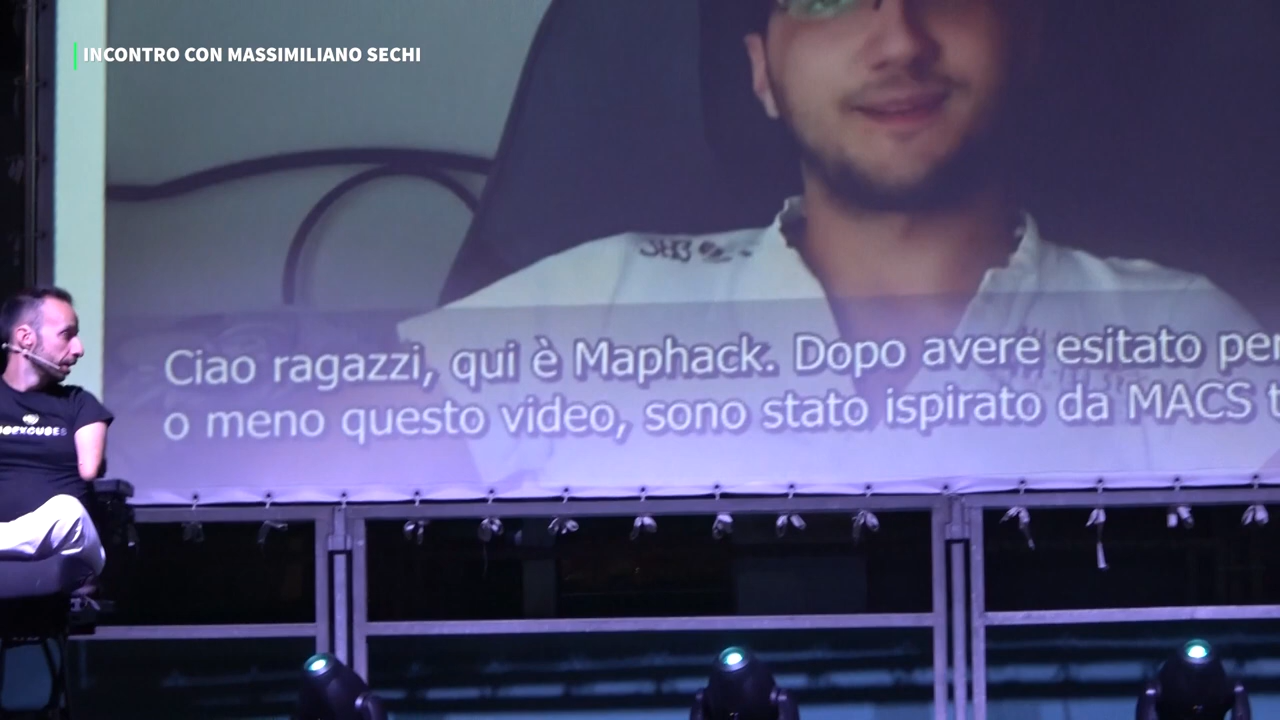 INCONTRO CON MASSIMILIANO SECHI
Ciao ragazzi, qui è Maphack. Dopo avere esitato per
o meno questo video, sono stato ispirato da MACS